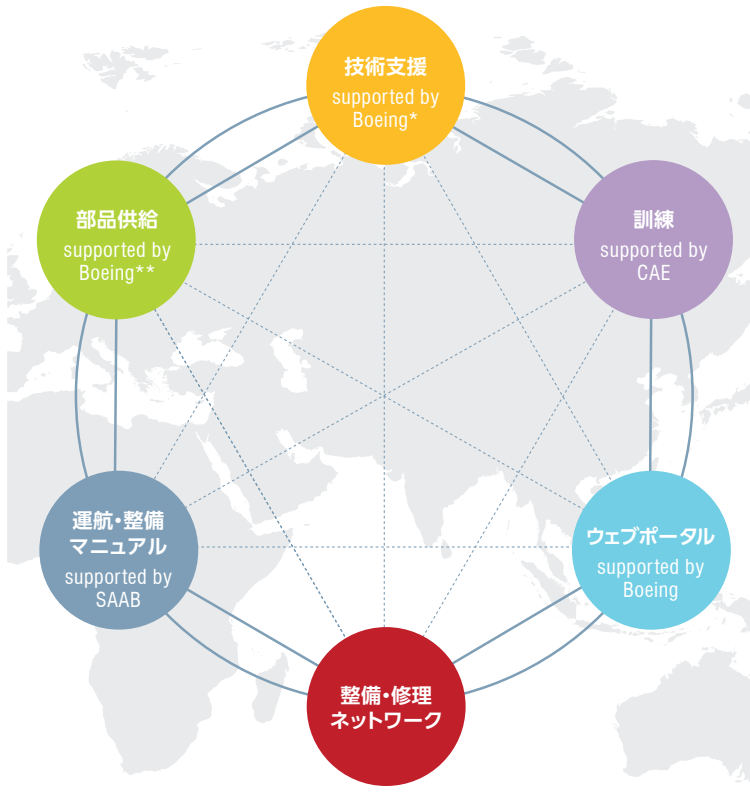 技術支援
supported by
Boeing*
部品供給
supported by
Boeing**
訓練
supported by
CAE
運航・整備
マニュアル
supported by
SAAB
ウェブポータル
supported by
Boeing
整備・修理
ネットワーク